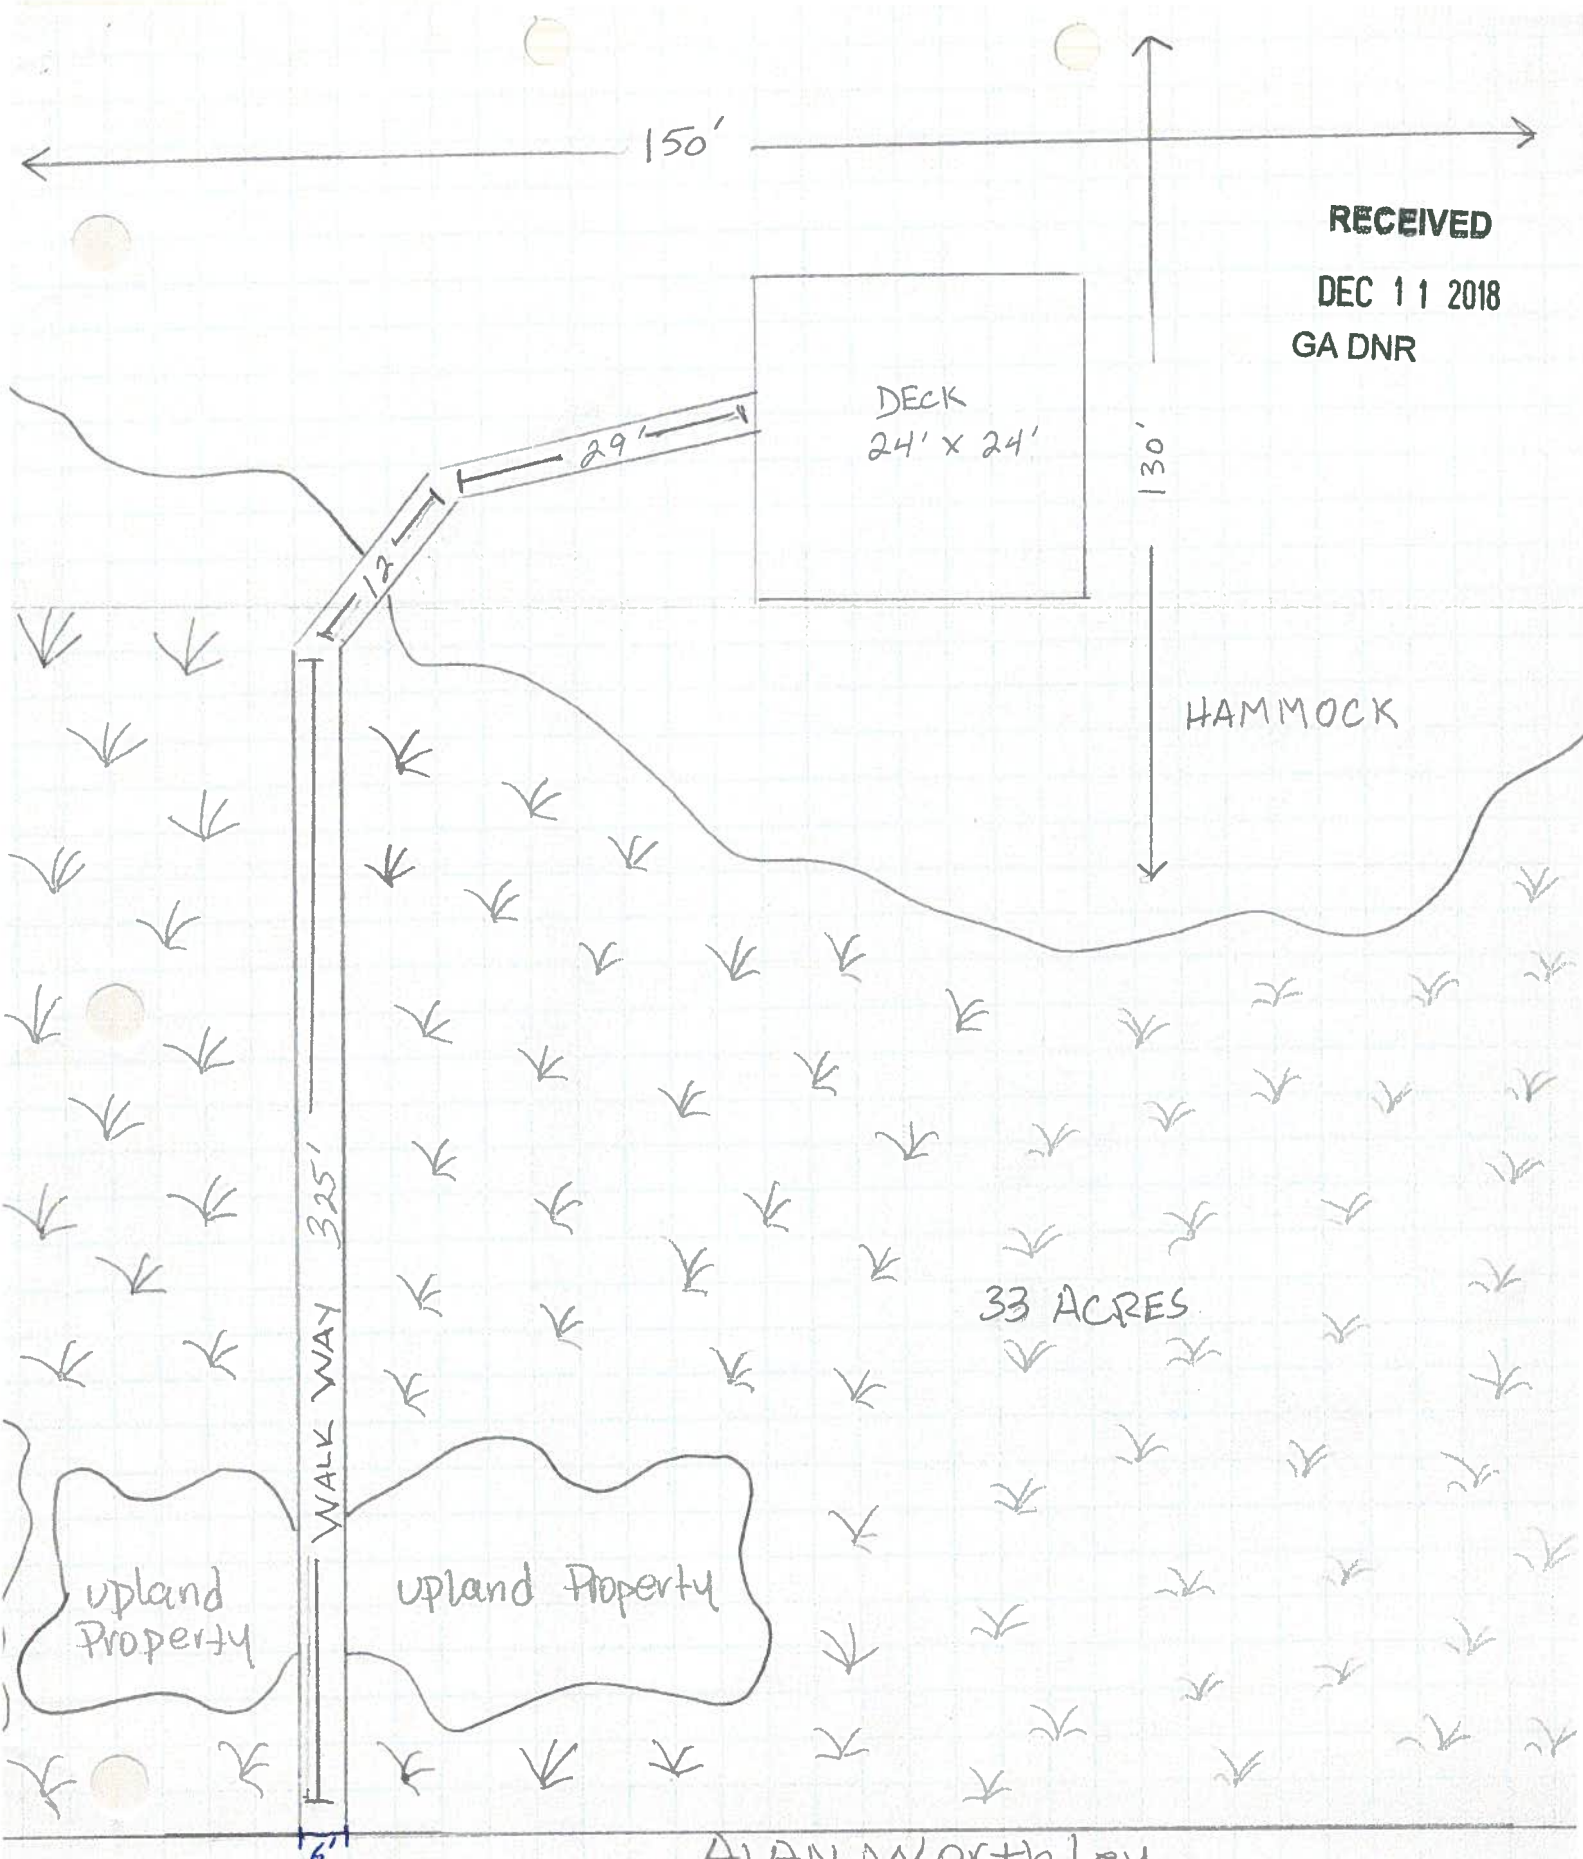 150'
RECEIVED
DEC 11 2018
GA DNR
DECK
24' X 24'
29'
130'
12
HAMMOCK
325'
33 ACRES
WALK WAY
upland
Property
upland Property
6'